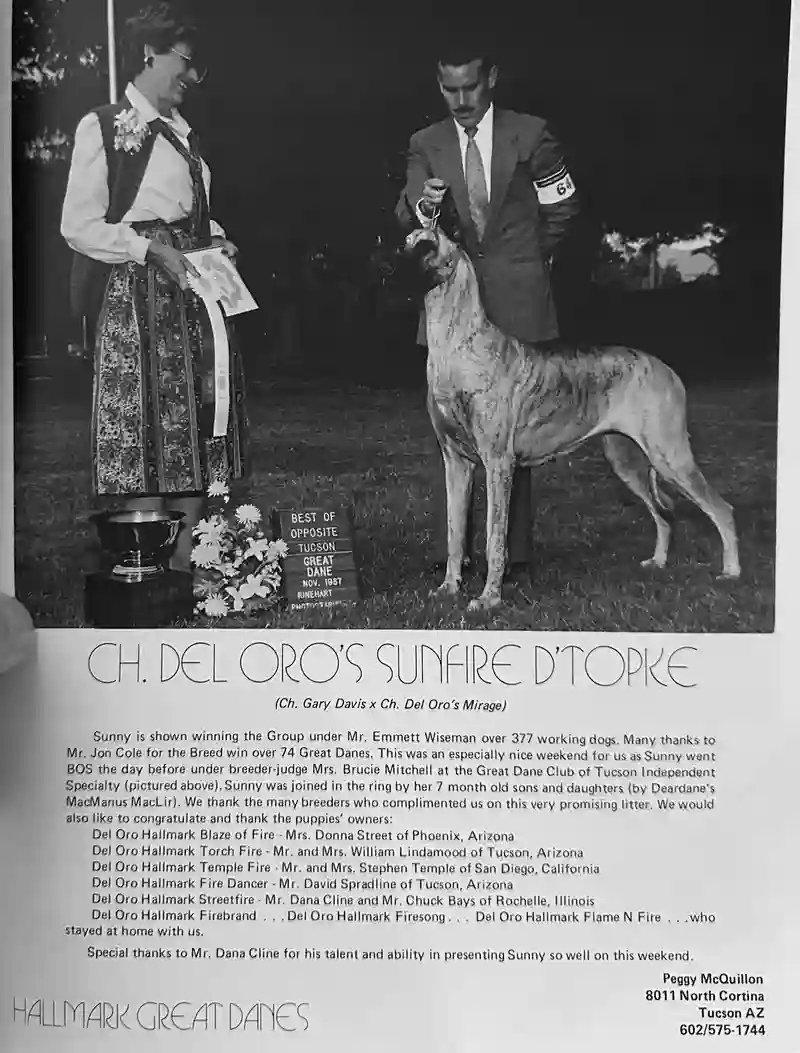 64
BEST OF
OPPOSITE
TUCSON
GREAT
DANE
NOV. 1987
RINEHART
PHOTOGRAPHY
CH. DEL ORO'S SUNFIRE D'TOPKE
(Ch. Gary Davis x Ch. Del Oro's Mirage)
Sunny is shown winning the Group under Mr. Emmett Wiseman over 377 working dogs. Many thanks to
Mr. Jon Cole for the Breed win over 74 Great Danes. This was an especially nice weekend for us as Sunny went
BOS the day before under breeder-judge Mrs. Brucie Mitchell at the Great Dane Club of Tucson Independent
Specialty (pictured above). Sunny was joined in the ring by her 7 month old sons and daughters (by Deardane's
MacManus MacLir). We thank the many breeders who complimented us on this very promising litter. We would
also like to congratulate and thank the puppies' owners:
Del Oro Hallmark Blaze of Fire - Mrs. Donna Street of Phoenix, Arizona
Del Oro Hallmark Torch Fire - Mr. and Mrs. William Lindamood of Tucson, Arizona
Del Oro Hallmark Temple Fire - Mr. and Mrs. Stephen Temple of San Diego, California
Del Oro Hallmark Fire Dancer - Mr. David Spradline of Tucson, Arizona
Del Oro Hallmark Streetfire - Mr. Dana Cline and Mr. Chuck Bays of Rochelle, Illinois
Del Oro Hallmark Firebrand . . . Del Oro Hallmark Firesong . . . Del Oro Hallmark Flame N Fire . . . who
stayed at home with us.
Special thanks to Mr. Dana Cline for his talent and ability in presenting Sunny so well on this weekend.
Peggy McQuillon
8011 North Cortina
Tucson AZ
602/575-1744
HALLMARK GREAT DANES